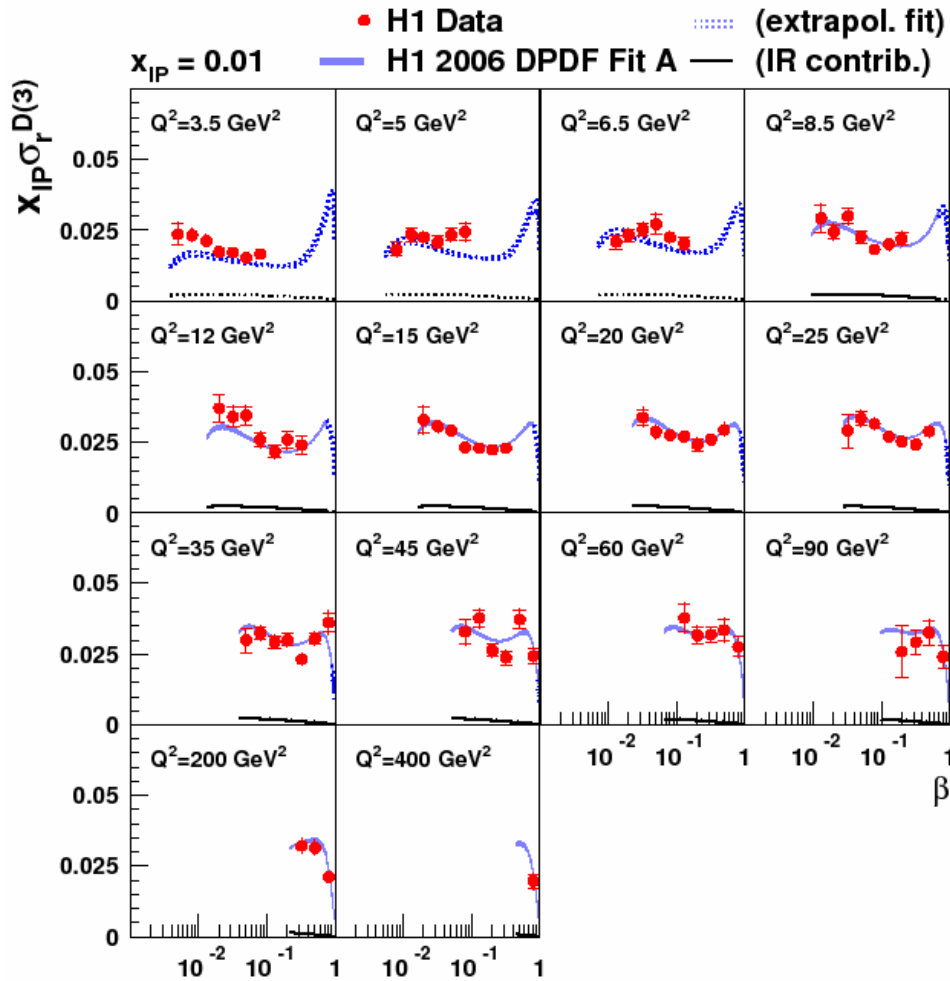 H1 Data (extrapol. fit)
x_IP = 0.01 H1 2006 DPDF Fit A (IR contrib.)
x_IP σ_r^D(3)
Q²=3.5 GeV² Q²=5 GeV² Q²=6.5 GeV² Q²=8.5 GeV²
0.05
0.025
0
Q²=12 GeV² Q²=15 GeV² Q²=20 GeV² Q²=25 GeV²
0.05
0.025
0
Q²=35 GeV² Q²=45 GeV² Q²=60 GeV² Q²=90 GeV²
0.05
0.025
0
10⁻² 10⁻¹ 1 10⁻² 10⁻¹ 1
Q²=200 GeV² Q²=400 GeV²
β
0.05
0.025
0
10⁻² 10⁻¹ 1 10⁻² 10⁻¹ 1